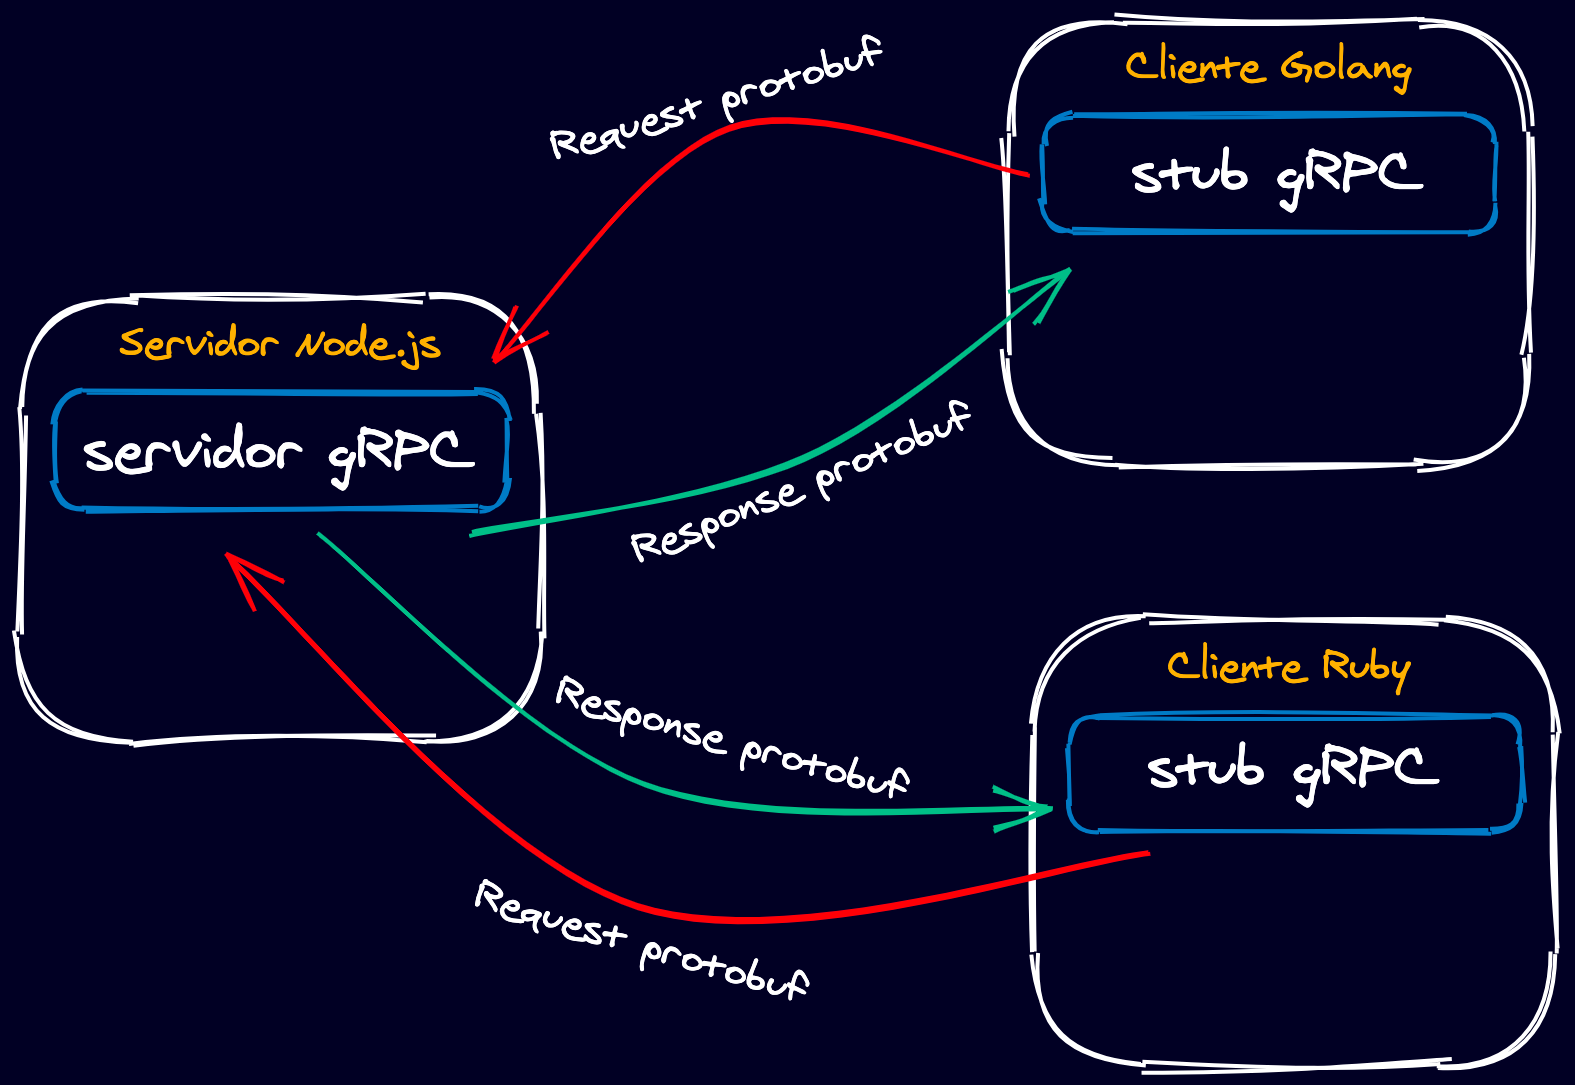 Cliente Golang
stub gRPC
Request protobuf
Servidor Node.js
servidor gRPC
Response protobuf
Cliente Ruby
stub gRPC
Response protobuf
Request protobuf